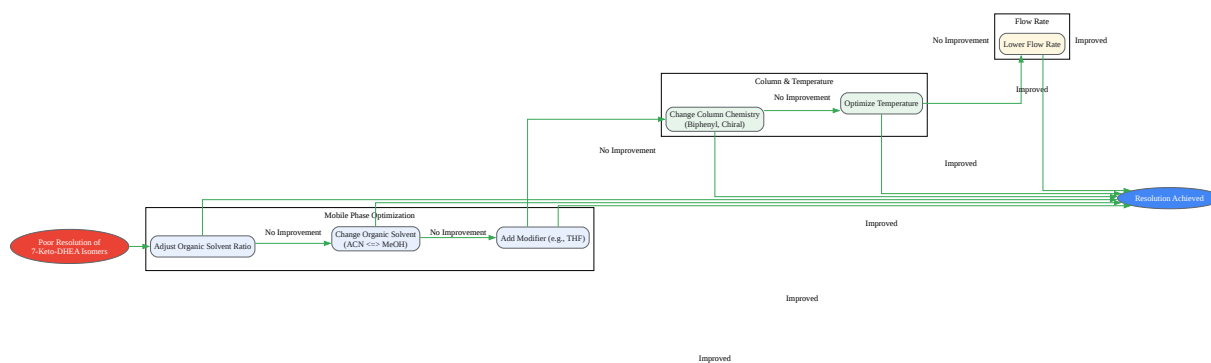 Flow Rate
No Improvement
Lower Flow Rate
Improved
Column & Temperature
No Improvement
Optimize Temperature
Improved
Change Column Chemistry
(Biphenyl, Chiral)
No Improvement
Improved
Resolution Achieved
Mobile Phase Optimization
Improved
Poor Resolution of
7-Keto-DHEA Isomers
Adjust Organic Solvent Ratio
No Improvement
Change Organic Solvent
(ACN <=> MeOH)
No Improvement
Add Modifier (e.g., THF)
Improved
Improved